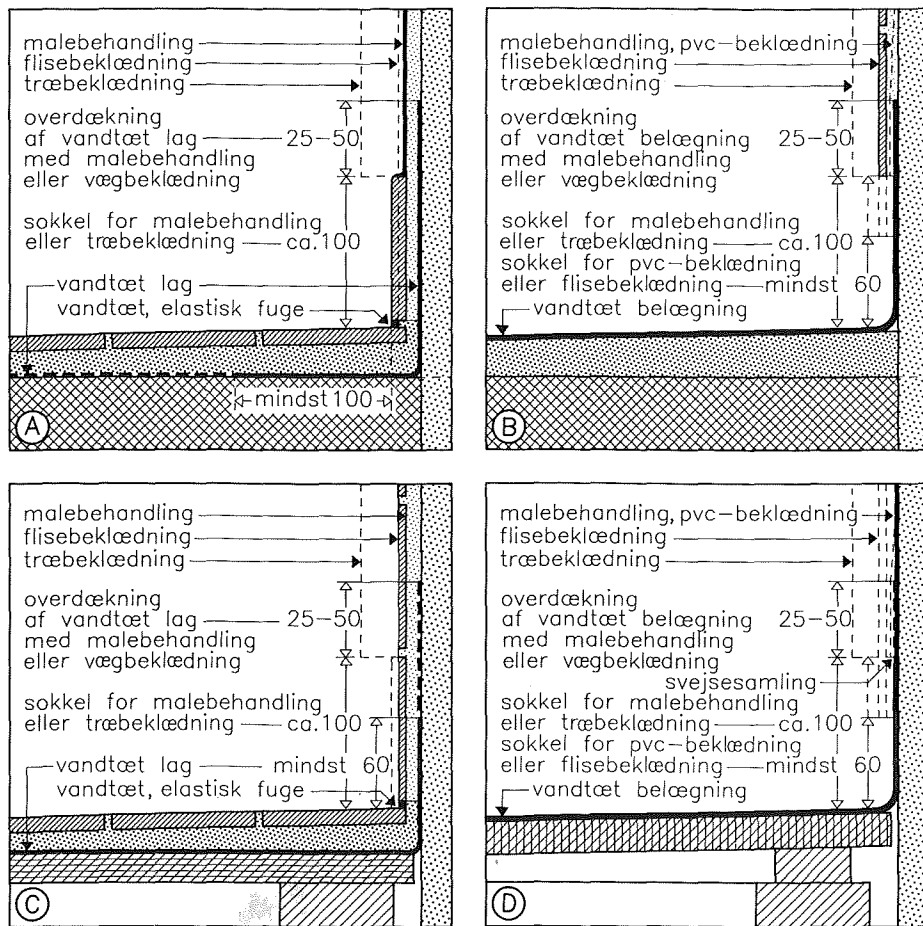 malebehandling
flisebeklædning
træbeklædning
overdækning
af vandtæt lag 25-50
med malebehandling
eller vægbeklædning
sokkel for malebehandling
eller træbeklædning ca.100
vandtæt lag
vandtæt, elastisk fuge
mindst 100
A
malebehandling, pvc-beklædning
flisebeklædning
træbeklædning
overdækning
af vandtæt belægning 25-50
med malebehandling
eller vægbeklædning
sokkel for malebehandling
eller træbeklædning ca.100
sokkel for pvc-beklædning
eller flisebeklædning mindst 60
vandtæt belægning
B
malebehandling
flisebeklædning
træbeklædning
overdækning
af vandtæt lag 25-50
med malebehandling
eller vægbeklædning
sokkel for malebehandling
eller træbeklædning ca.100
vandtæt lag mindst 60
vandtæt, elastisk fuge
C
malebehandling, pvc-beklædning
flisebeklædning
træbeklædning
overdækning
af vandtæt belægning 25-50
med malebehandling
eller vægbeklædning
svejsesamling
sokkel for malebehandling
eller træbeklædning ca.100
sokkel for pvc-beklædning
eller flisebeklædning mindst 60
vandtæt belægning
D